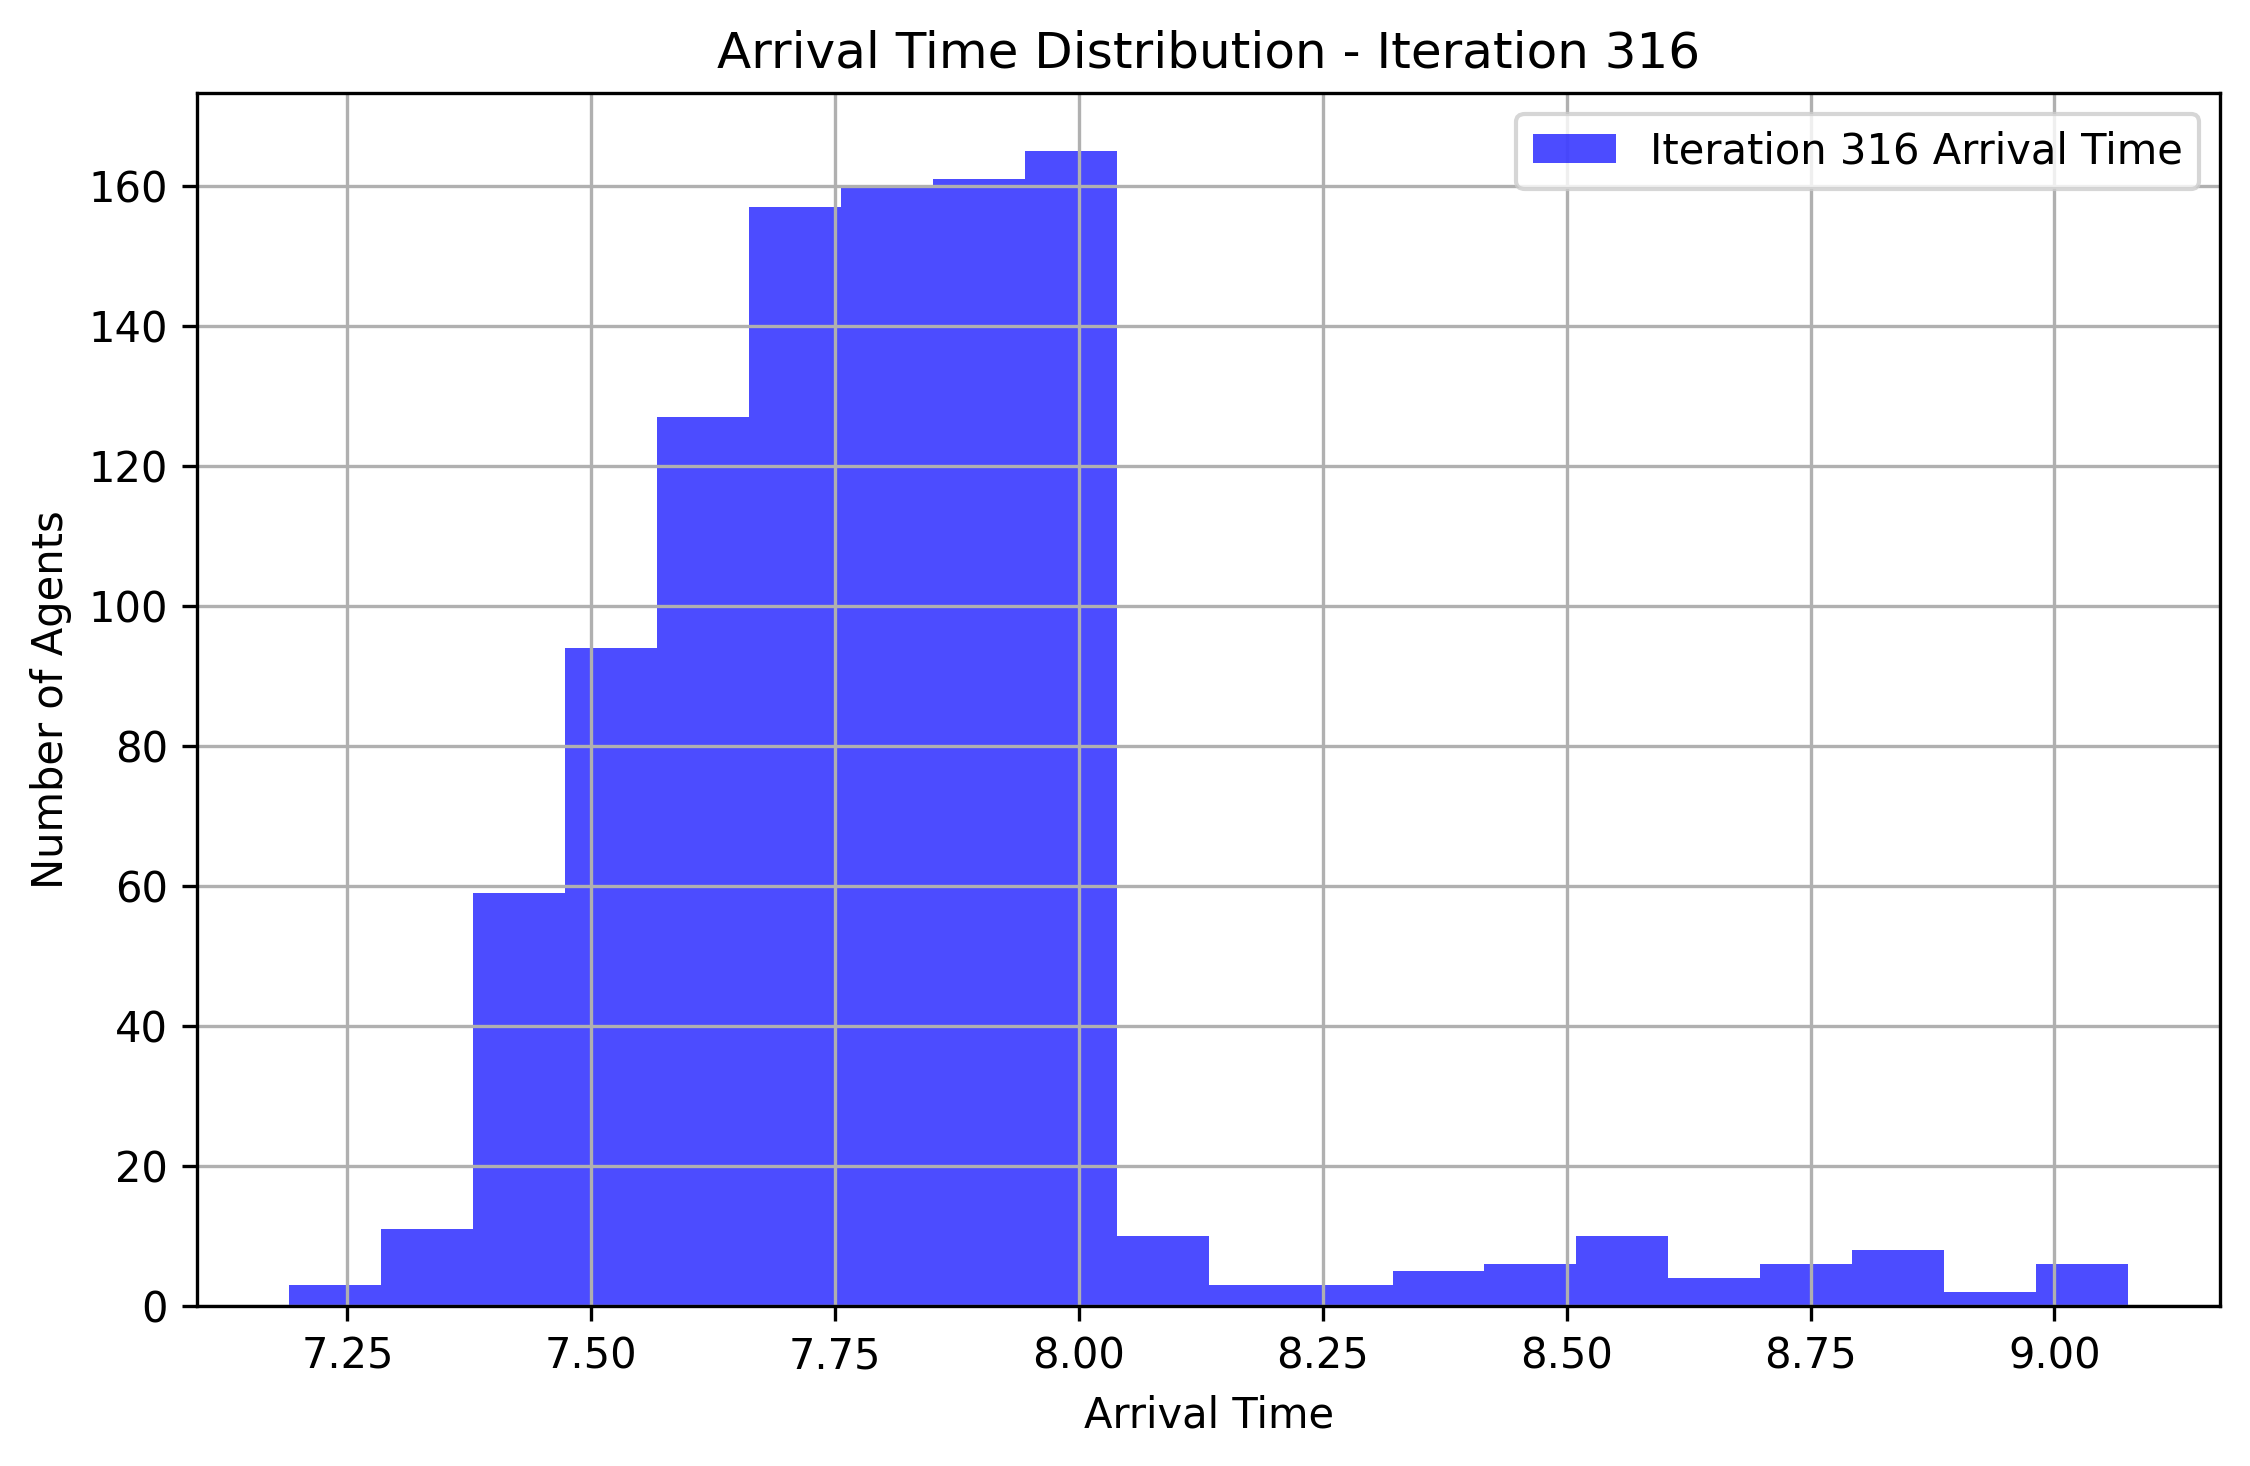 Arrival Time Distribution - Iteration 316
Iteration 316 Arrival Time
Number of Agents
160
140
120
100
80
60
40
20
0
7.25 7.50 7.75 8.00 8.25 8.50 8.75 9.00
Arrival Time